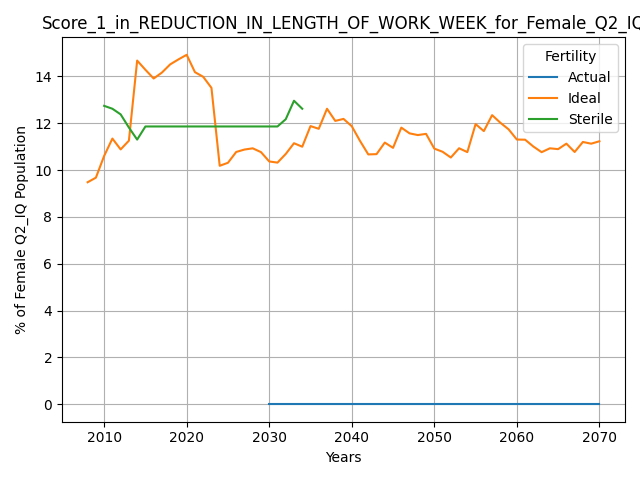 Score_1_in_REDUCTION_IN_LENGTH_OF_WORK_WEEK_for_Female_Q2_IQ
Fertility
Actual
Ideal
Sterile
14
12
10
8
6
4
2
0
% of Female Q2_IQ Population
2010 2020 2030 2040 2050 2060 2070
Years